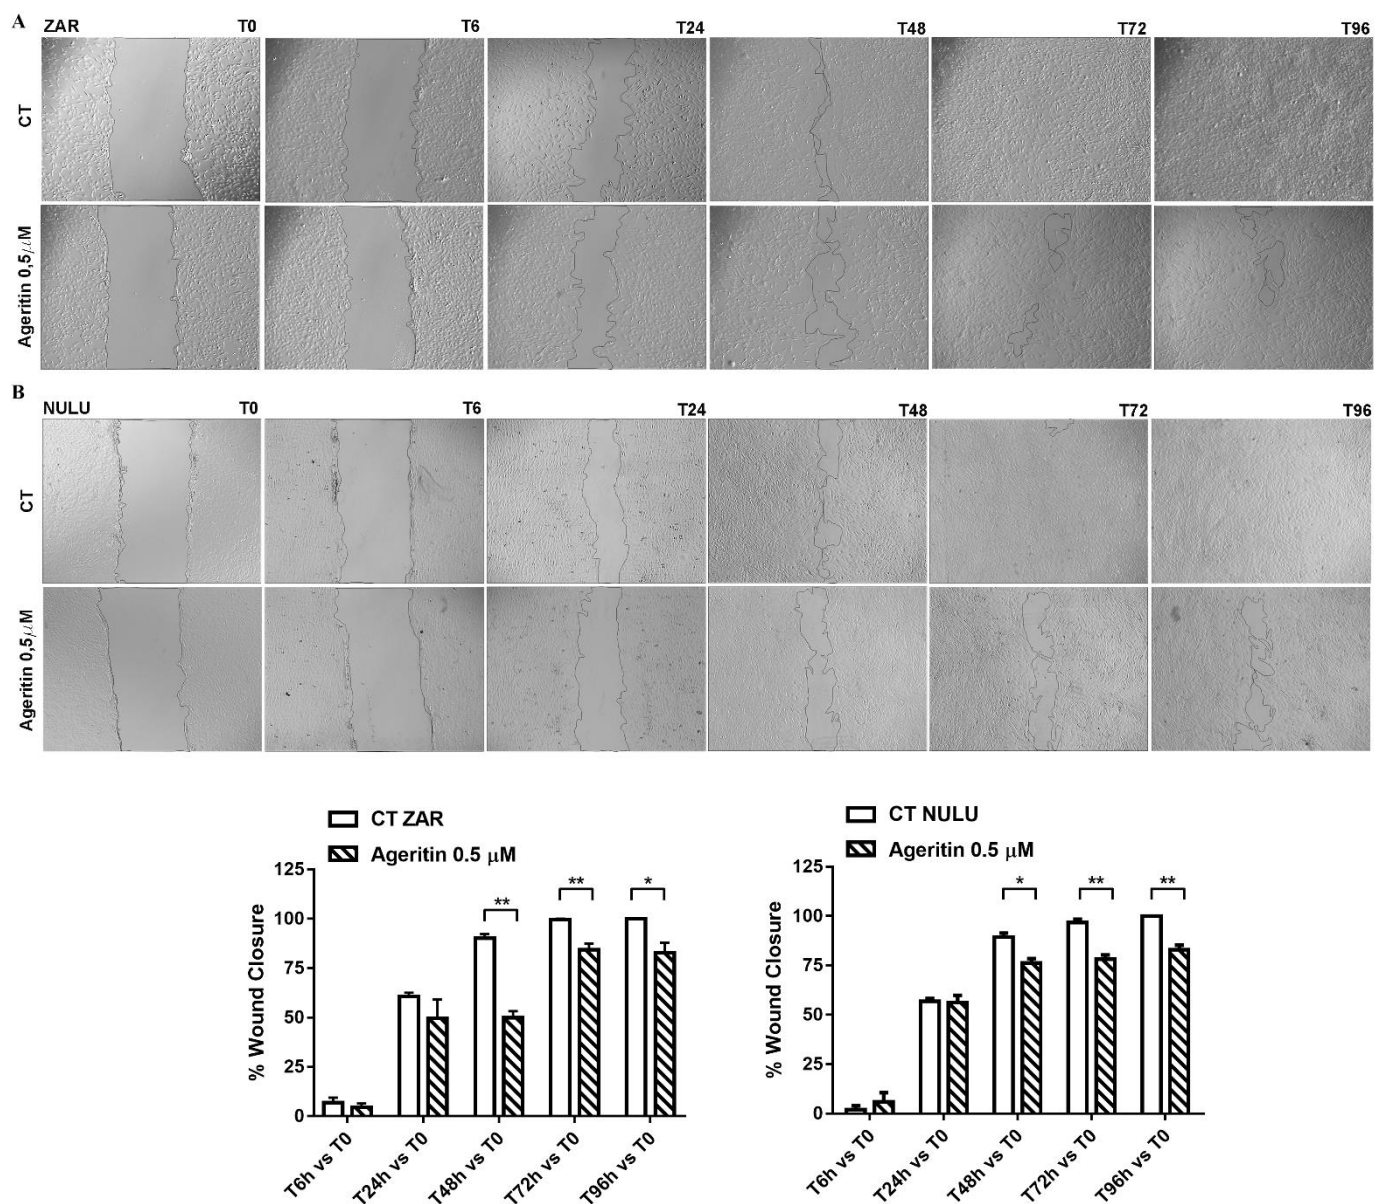 A
ZAR T0 T6 T24 T48 T72 T96
CT
Ageritin 0,5µM
B
NULU T0 T6 T24 T48 T72 T96
CT
Ageritin 0,5µM
CT ZAR
Ageritin 0.5 µM
% Wound Closure
125
100
75
50
25
0
** ** *
T6h vs T0
T24h vs T0
T48h vs T0
T72h vs T0
T96h vs T0
CT NULU
Ageritin 0.5 µM
% Wound Closure
125
100
75
50
25
0
* ** **
T6h vs T0
T24h vs T0
T48h vs T0
T72h vs T0
T96h vs T0